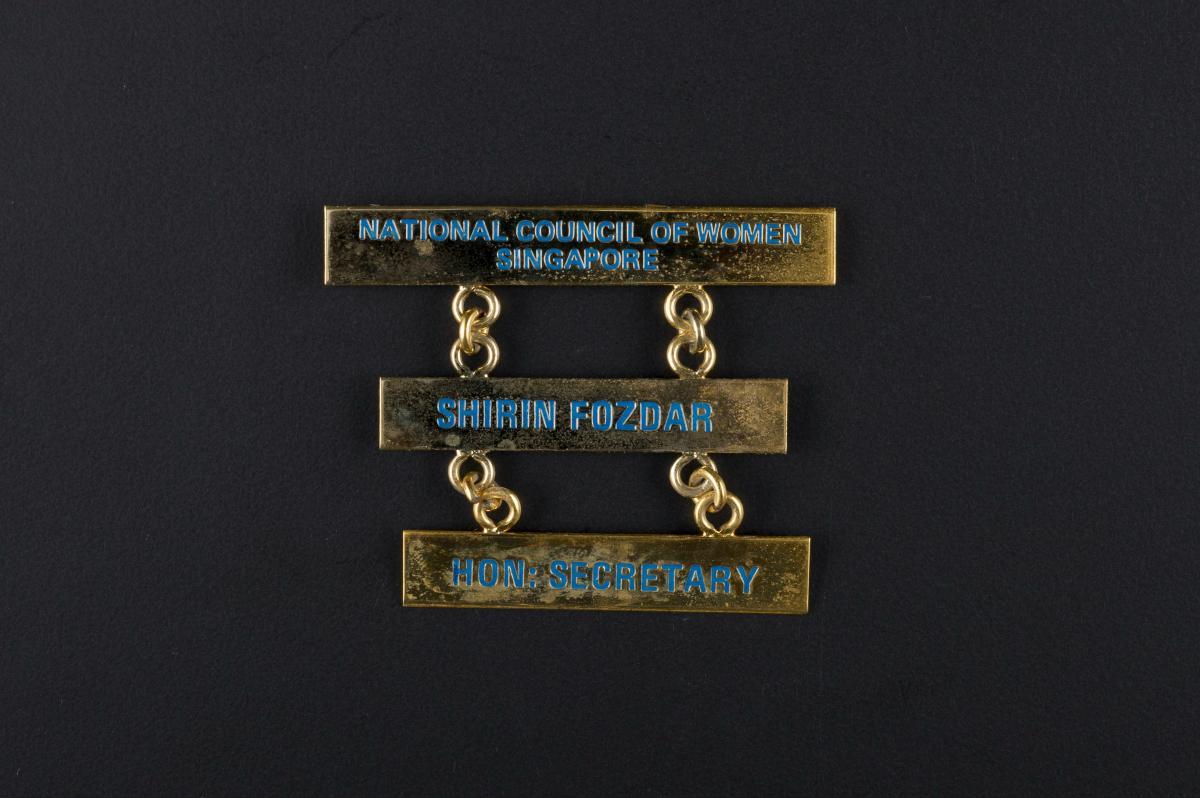 NATIONAL COUNCIL OF WOMEN
SINGAPORE
SHIRIN FOZDAR
HON: SECRETARY